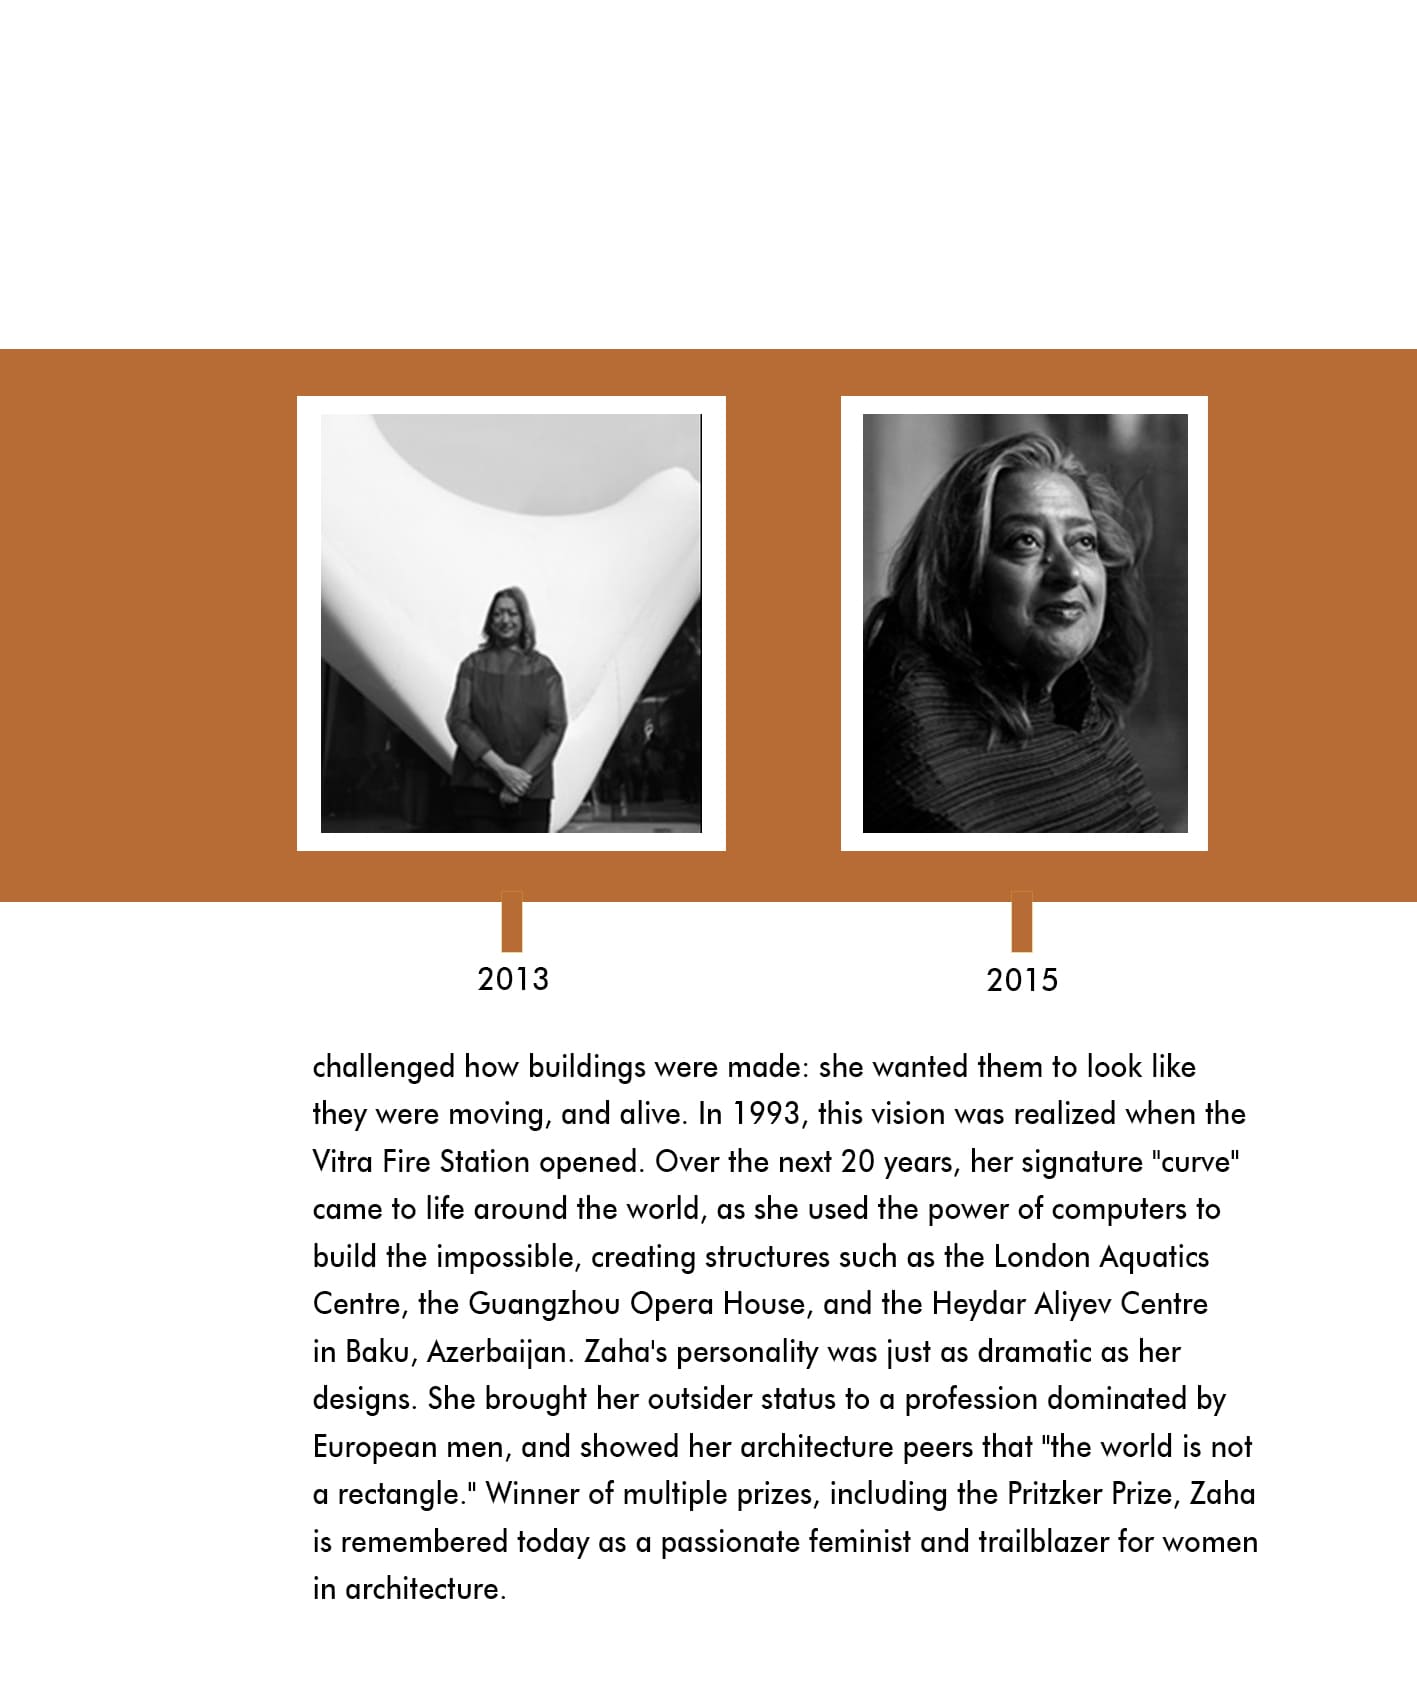 2013
2015
challenged how buildings were made: she wanted them to look like
they were moving, and alive. In 1993, this vision was realized when the
Vitra Fire Station opened. Over the next 20 years, her signature "curve"
came to life around the world, as she used the power of computers to
build the impossible, creating structures such as the London Aquatics
Centre, the Guangzhou Opera House, and the Heydar Aliyev Centre
in Baku, Azerbaijan. Zaha's personality was just as dramatic as her
designs. She brought her outsider status to a profession dominated by
European men, and showed her architecture peers that "the world is not
a rectangle." Winner of multiple prizes, including the Pritzker Prize, Zaha
is remembered today as a passionate feminist and trailblazer for women
in architecture.